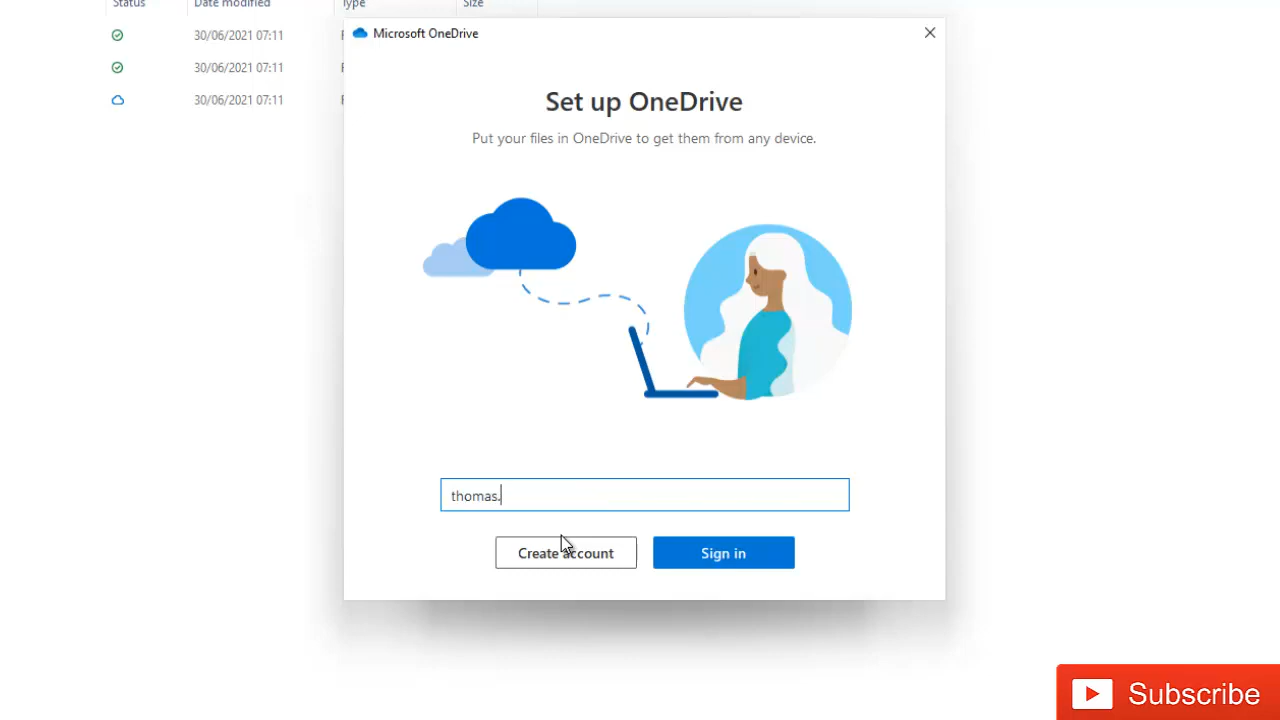 Status Date modified Type Size
30/06/2021 07:11 F
30/06/2021 07:11 F
30/06/2021 07:11 F
Microsoft OneDrive
Set up OneDrive
Put your files in OneDrive to get them from any device.
thomas.
Create account Sign in
Subscribe